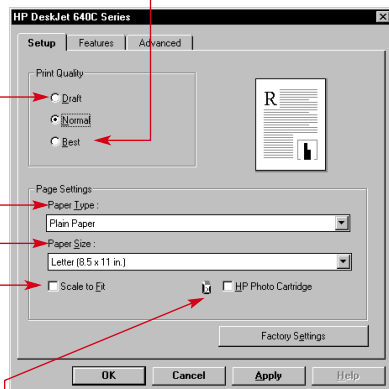 HP DeskJet 640C Series
Setup Features Advanced
Print Quality
Draft
Normal
Best
R
Page Settings
Paper Type :
Plain Paper
Paper Size :
Letter (8.5 x 11 in.)
Scale to Fit HP Photo Cartridge
Factory Settings
OK Cancel Apply Help